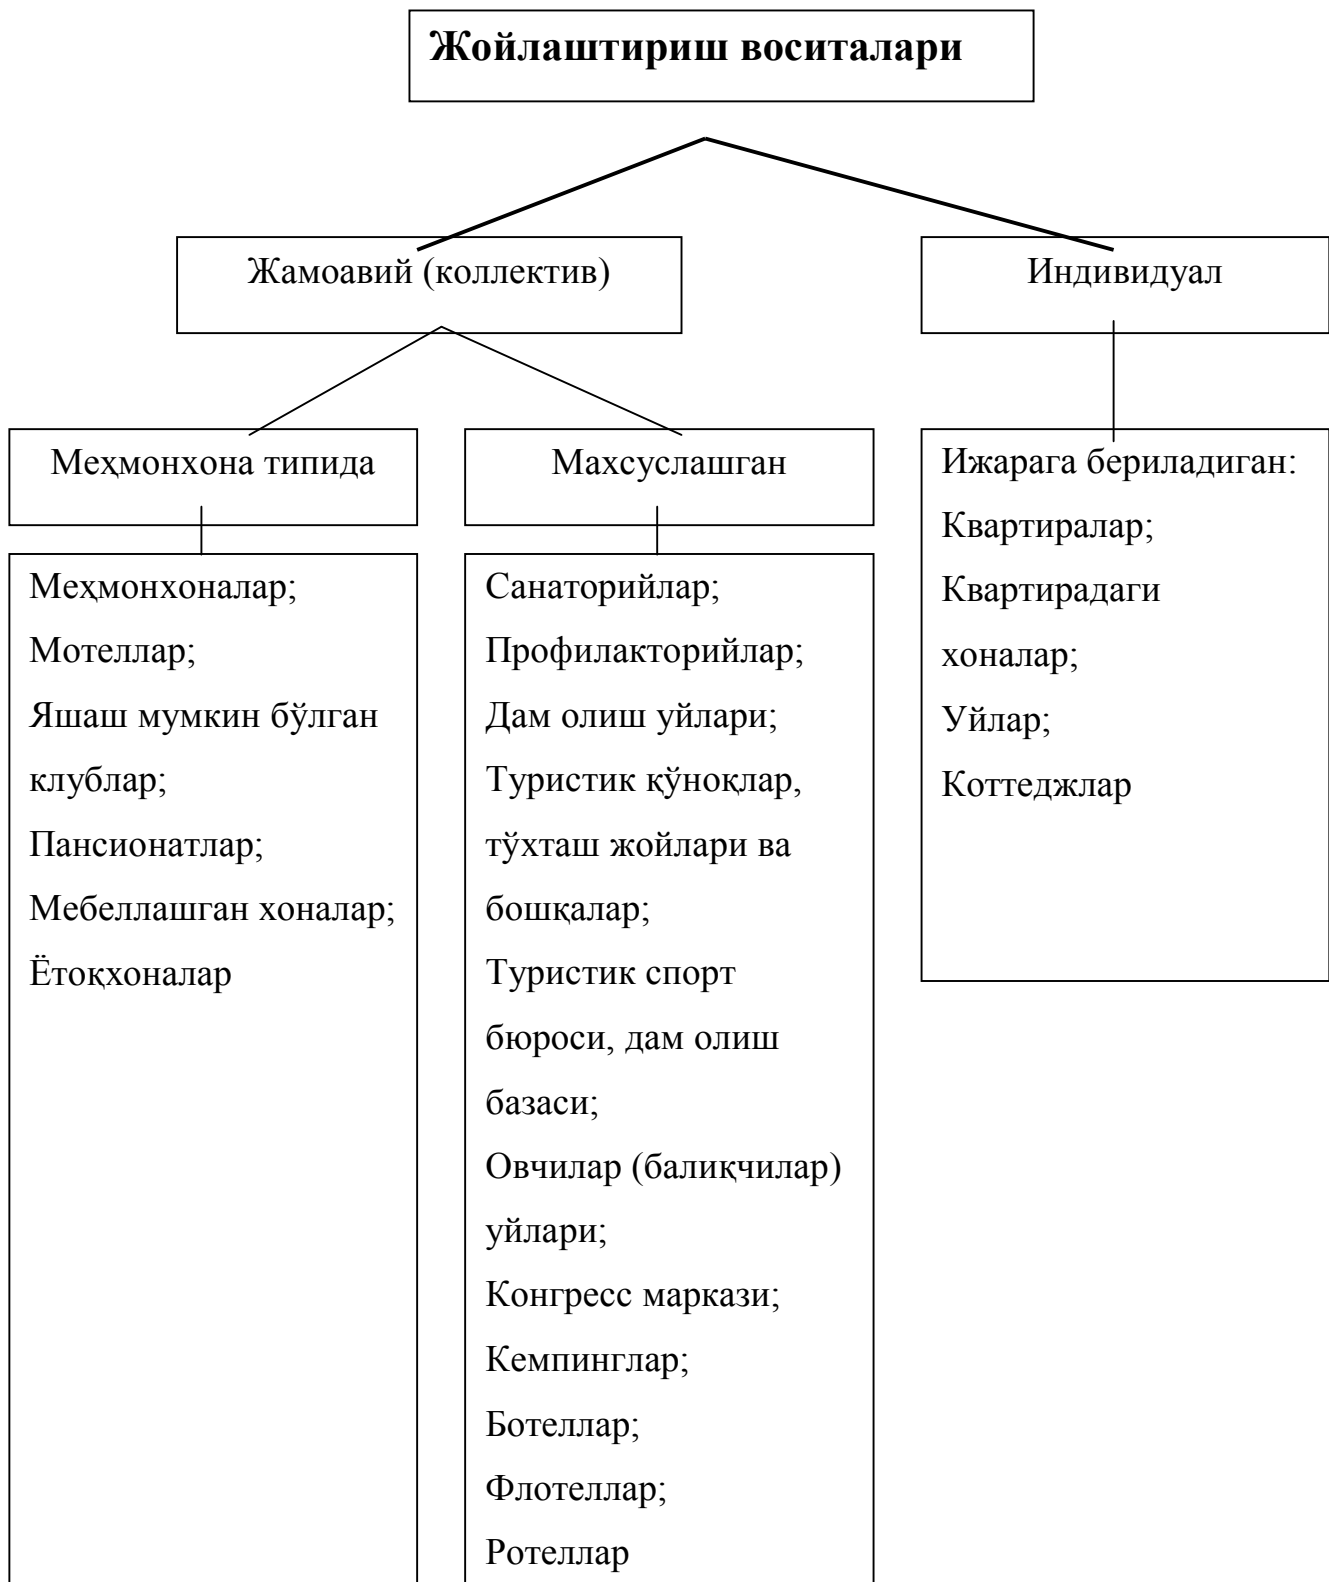 Жойлаштириш воситалари
Жамоавий (коллектив)
Индивидуал
Меҳмонхона типида
Махсуслашган
Меҳмонхоналар;
Мотеллар;
Яшаш мумкин бўлган
клублар;
Пансионатлар;
Мебеллашган хоналар;
Ётоқхоналар
Санаторийлар;
Профилакторийлар;
Дам олиш уйлари;
Туристик қўноқлар,
тўхташ жойлари ва
бошқалар;
Туристик спорт
бюроси, дам олиш
базаси;
Овчилар (балиқчилар)
уйлари;
Конгресс маркази;
Кемпинглар;
Ботеллар;
Флотеллар;
Ротеллар
Ижарага бериладиган:
Квартиралар;
Квартирадаги
хоналар;
Уйлар;
Коттеджлар